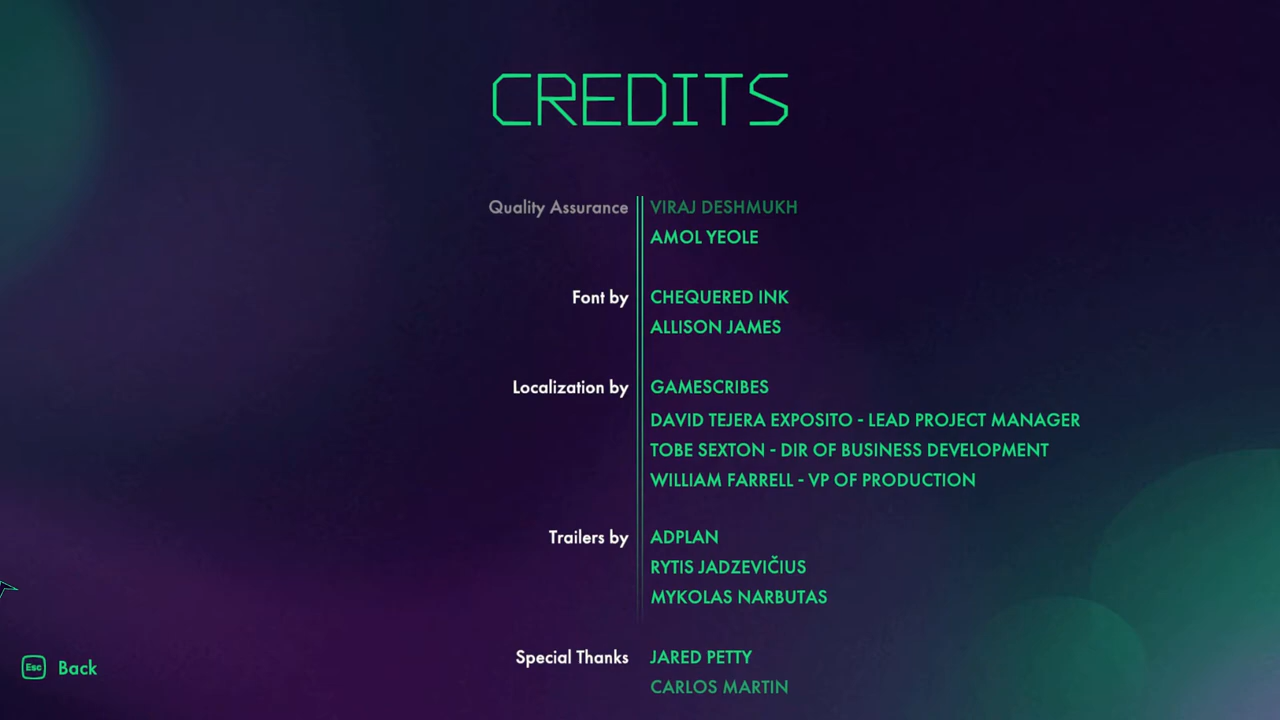 CREDITS
Quality Assurance VIRAJ DESHMUKH
AMOL YEOLE
Font by CHEQUERED INK
ALLISON JAMES
Localization by GAMESCRIBES
DAVID TEJERA EXPOSITO - LEAD PROJECT MANAGER
TOBE SEXTON - DIR OF BUSINESS DEVELOPMENT
WILLIAM FARRELL - VP OF PRODUCTION
Trailers by ADPLAN
RYTIS JADZEVIČIUS
MYKOLAS NARBUTAS
Special Thanks JARED PETTY
CARLOS MARTIN
Esc Back